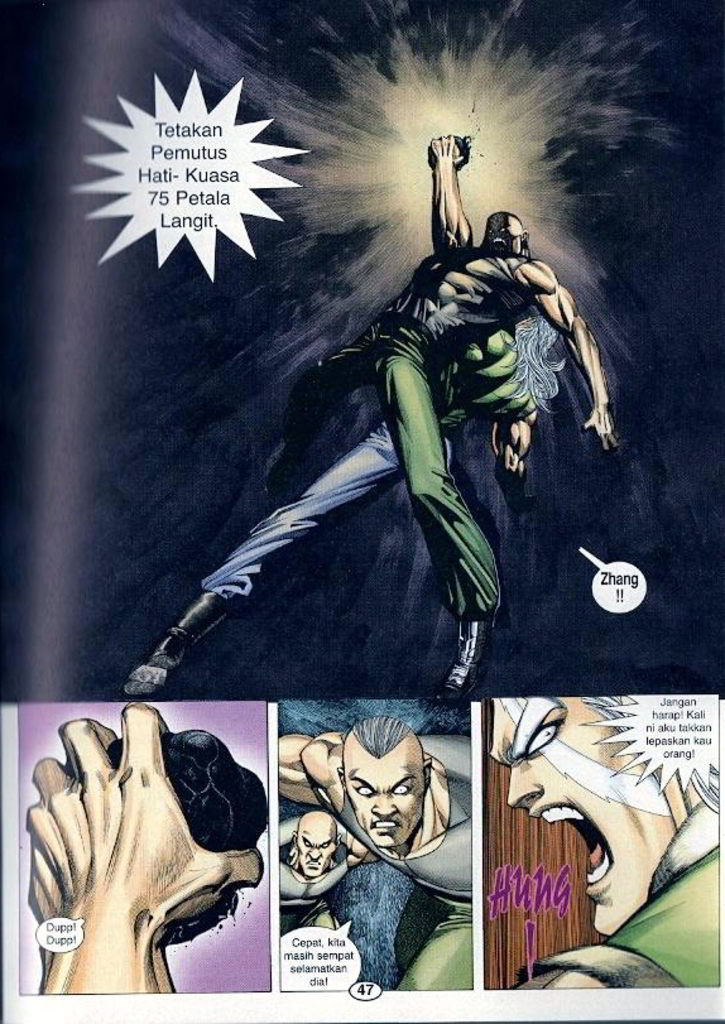 Tetakan
Pemutus
Hati- Kuasa
75 Petala
Langit.
Zhang
!!
Dupp!
Dupp!
Cepat, kita
masih sempat
selamatkan
dia!
Jangan
harap! Kali
ni aku takkan
lepaskan kau
orang!
HUNG
!
47